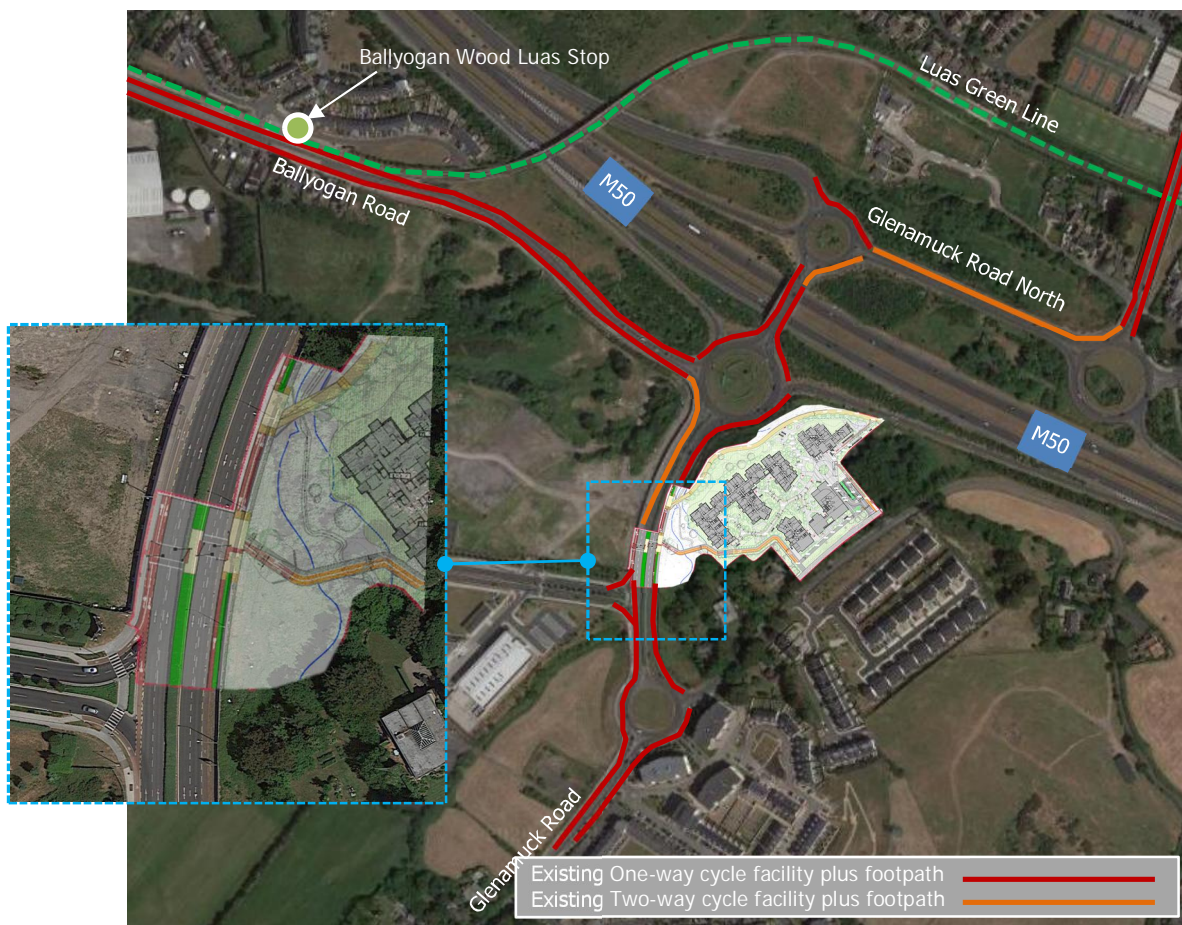 Ballyogan Wood Luas Stop
Luas Green Line
Ballyogan Road
M50
Glenamuck Road North
M50
Glenamuck Road
Existing One-way cycle facility plus footpath
Existing Two-way cycle facility plus footpath